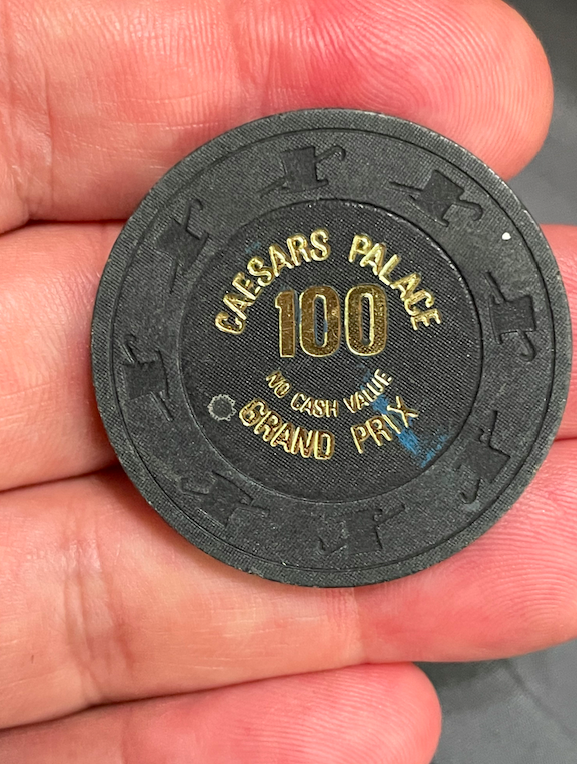 CAESARS PALACE
100
NO CASH VALUE
GRAND PRIX